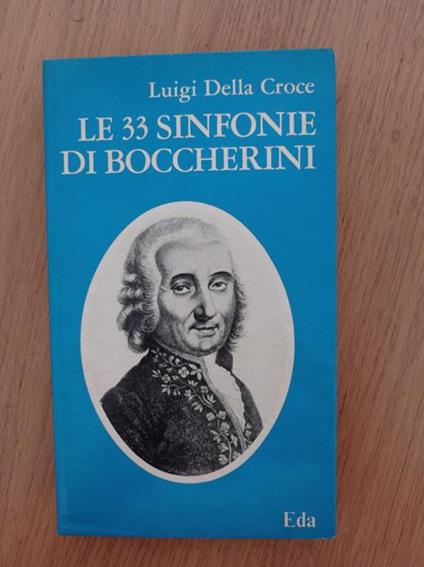 Luigi Della Croce
LE 33 SINFONIE
DI BOCCHERINI
Eda